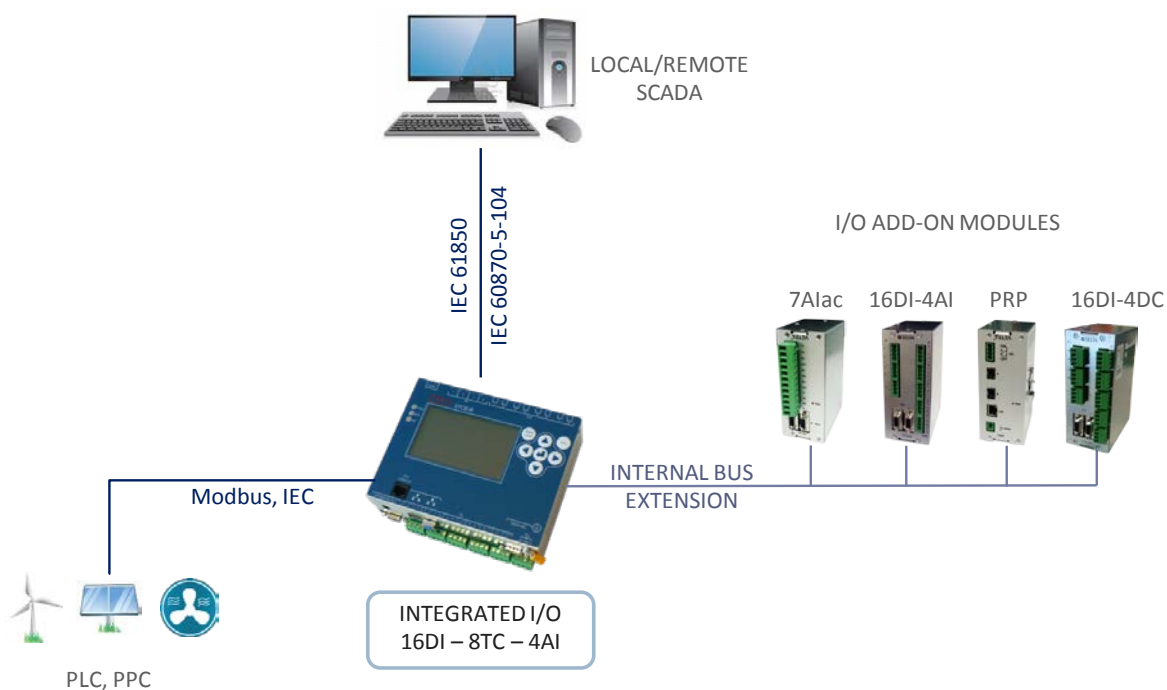 LOCAL/REMOTE
SCADA
IEC 61850
IEC 60870-5-104
I/O ADD-ON MODULES
7AIac
16DI-4AI
PRP
16DI-4DC
INTERNAL BUS
EXTENSION
Modbus, IEC
INTEGRATED I/O
16DI – 8TC – 4AI
PLC, PPC